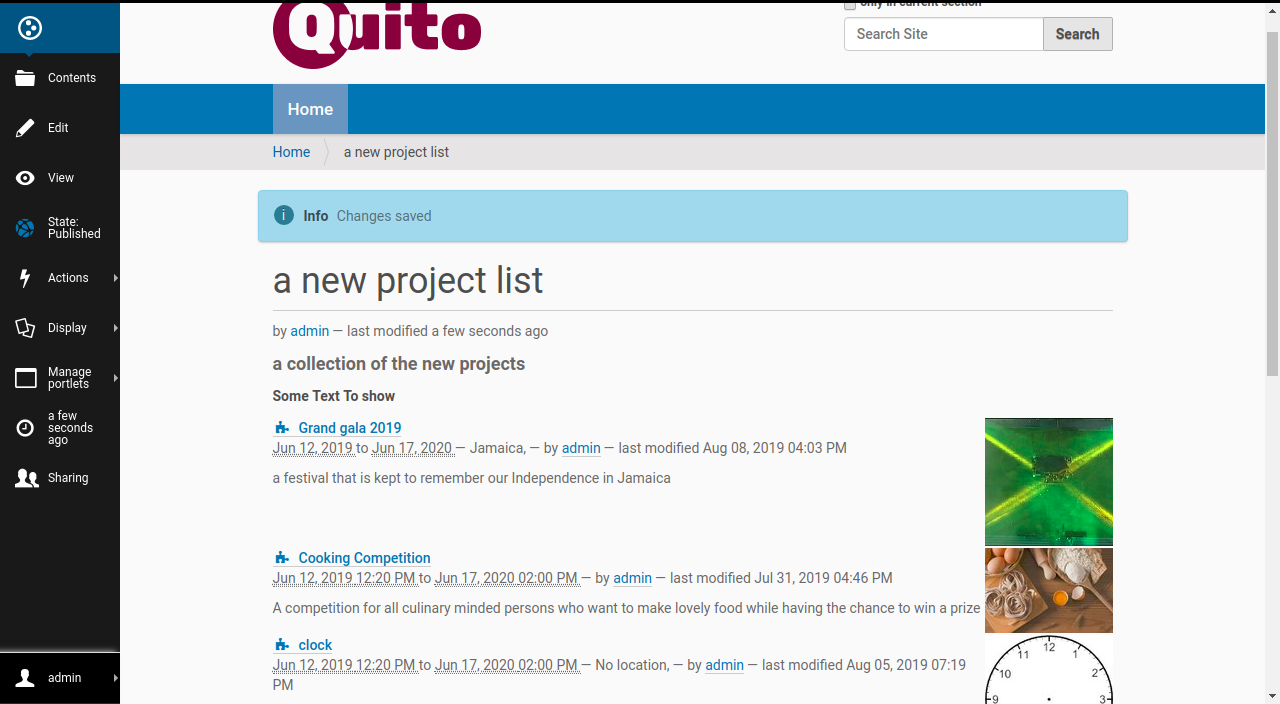 only in current section
Quito
Search Site
Search
Contents
Edit
View
State:
Published
Actions
Display
Manage
portlets
a few
seconds
ago
Sharing
admin
Home
Home
a new project list
Info Changes saved
a new project list
by admin — last modified a few seconds ago
a collection of the new projects
Some Text To show
Grand gala 2019
Jun 12, 2019 to Jun 17, 2020 — Jamaica, — by admin — last modified Aug 08, 2019 04:03 PM
a festival that is kept to remember our Independence in Jamaica
Cooking Competition
Jun 12, 2019 12:20 PM to Jun 17, 2020 02:00 PM — by admin — last modified Jul 31, 2019 04:46 PM
A competition for all culinary minded persons who want to make lovely food while having the chance to win a prize
clock
Jun 12, 2019 12:20 PM to Jun 17, 2020 02:00 PM — No location, — by admin — last modified Aug 05, 2019 07:19
PM
12
11 1
10 2
9 3